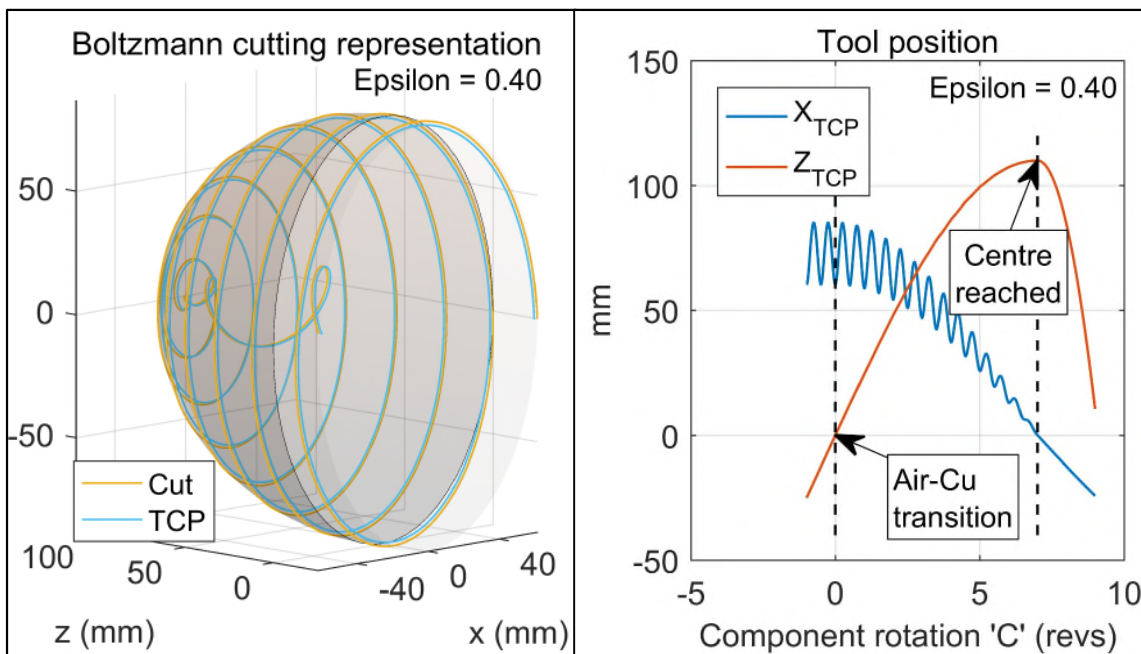 Boltzmann cutting representation
Epsilon = 0.40
50
0
-50
Cut
TCP
100
50
0
-40
0
40
z (mm)
x (mm)
Tool position
Epsilon = 0.40
150
100
50
0
-50
mm
X_TCP
Z_TCP
Centre
reached
Air-Cu
transition
-5
0
5
10
Component rotation 'C' (revs)